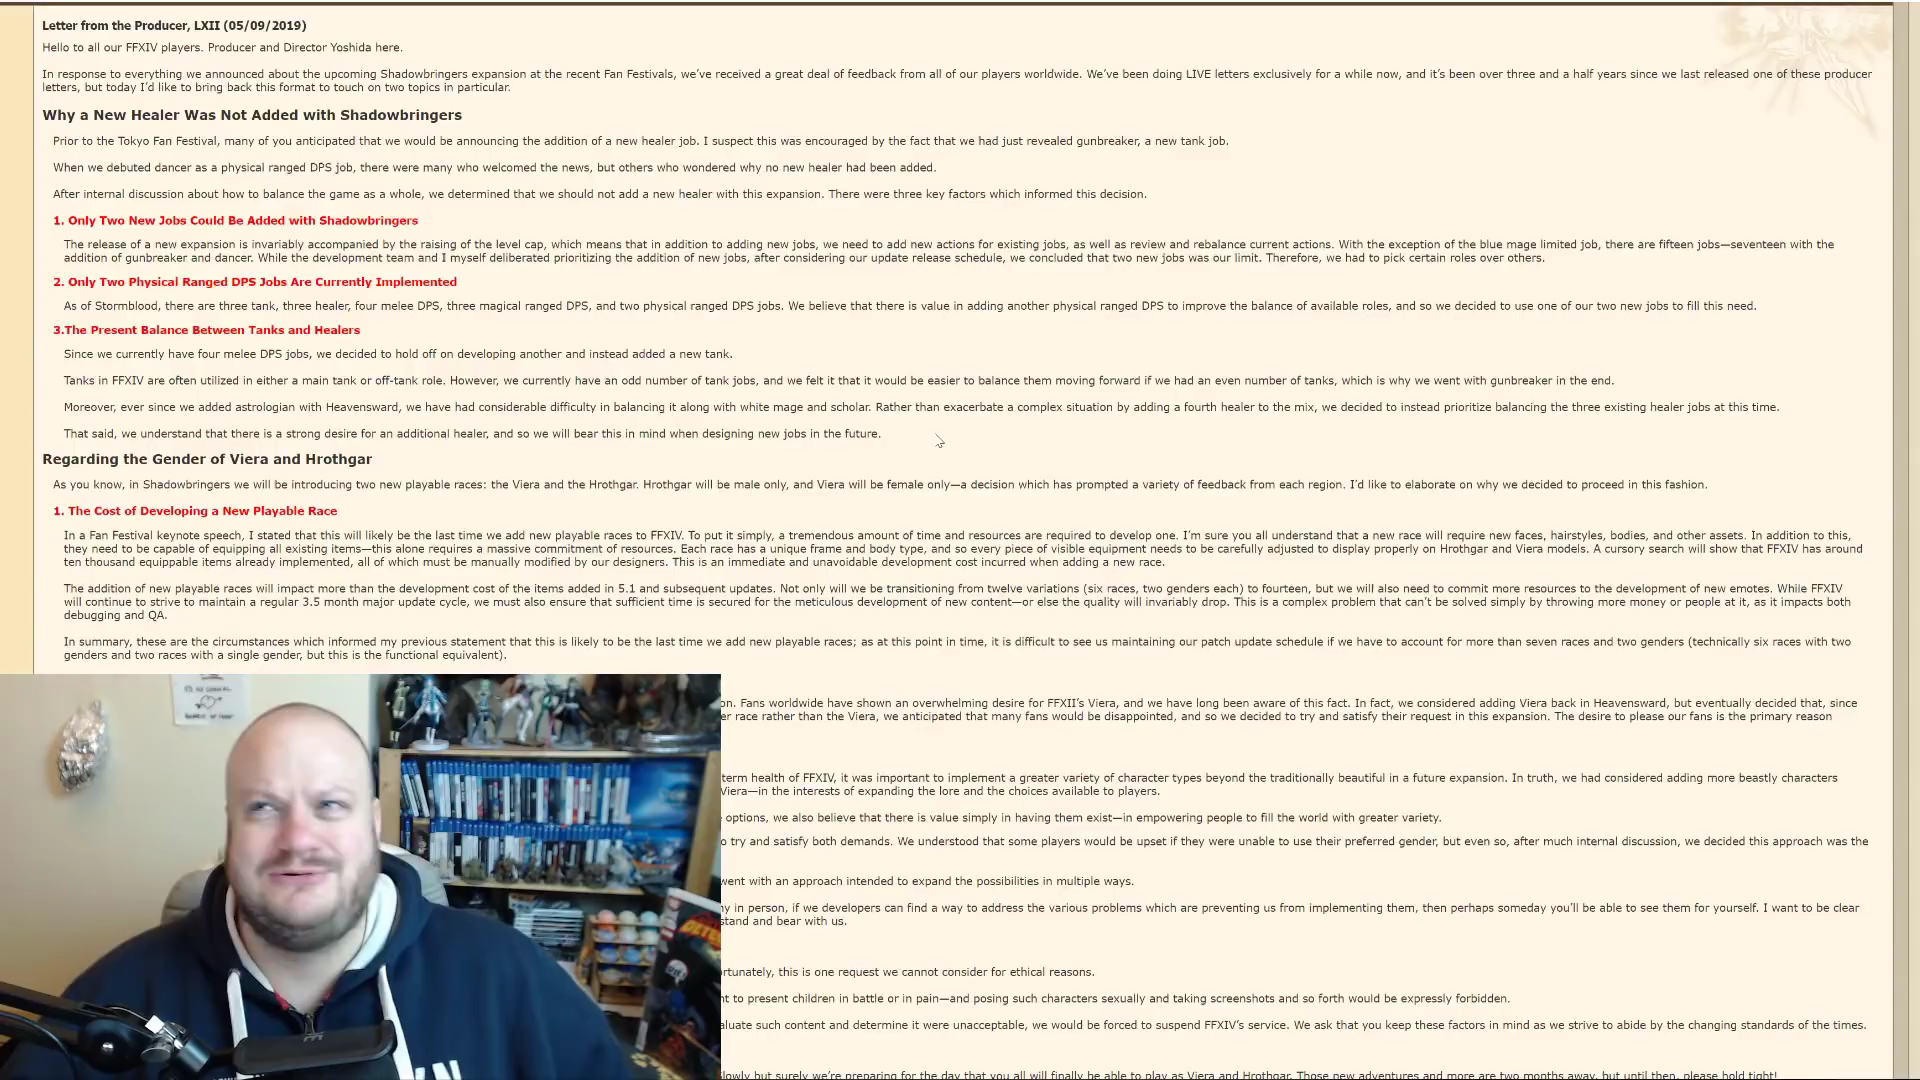 Letter from the Producer, LXII (05/09/2019)
Hello to all our FFXIV players. Producer and Director Yoshida here.
In response to everything we announced about the upcoming Shadowbringers expansion at the recent Fan Festivals, we've received a great deal of feedback from all of our players worldwide. We've been doing LIVE letters exclusively for a while now, and it's been over three and a half years since we last released one of these producer
letters, but today I'd like to bring back this format to touch on two topics in particular.
Why a New Healer Was Not Added with Shadowbringers
Prior to the Tokyo Fan Festival, many of you anticipated that we would be announcing the addition of a new healer job. I suspect this was encouraged by the fact that we had just revealed gunbreaker, a new tank job.
When we debuted dancer as a physical ranged DPS job, there were many who welcomed the news, but others who wondered why no new healer had been added.
After internal discussion about how to balance the game as a whole, we determined that we should not add a new healer with this expansion. There were three key factors which informed this decision.
1. Only Two New Jobs Could Be Added with Shadowbringers
The release of a new expansion is invariably accompanied by the raising of the level cap, which means that in addition to adding new jobs, we need to add new actions for existing jobs, as well as review and rebalance current actions. With the exception of the blue mage limited job, there are fifteen jobs—seventeen with the
addition of gunbreaker and dancer. While the development team and I myself deliberated prioritizing the addition of new jobs, after considering our update release schedule, we concluded that two new jobs was our limit. Therefore, we had to pick certain roles over others.
2. Only Two Physical Ranged DPS Jobs Are Currently Implemented
As of Stormblood, there are three tank, three healer, four melee DPS, three magical ranged DPS, and two physical ranged DPS jobs. We believe that there is value in adding another physical ranged DPS to improve the balance of available roles, and so we decided to use one of our two new jobs to fill this need.
3.The Present Balance Between Tanks and Healers
Since we currently have four melee DPS jobs, we decided to hold off on developing another and instead added a new tank.
Tanks in FFXIV are often utilized in either a main tank or off-tank role. However, we currently have an odd number of tank jobs, and we felt it that it would be easier to balance them moving forward if we had an even number of tanks, which is why we went with gunbreaker in the end.
Moreover, ever since we added astrologian with Heavensward, we have had considerable difficulty in balancing it along with white mage and scholar. Rather than exacerbate a complex situation by adding a fourth healer to the mix, we decided to instead prioritize balancing the three existing healer jobs at this time.
That said, we understand that there is a strong desire for an additional healer, and so we will bear this in mind when designing new jobs in the future.
Regarding the Gender of Viera and Hrothgar
As you know, in Shadowbringers we will be introducing two new playable races: the Viera and the Hrothgar. Hrothgar will be male only, and Viera will be female only—a decision which has prompted a variety of feedback from each region. I'd like to elaborate on why we decided to proceed in this fashion.
1. The Cost of Developing a New Playable Race
In a Fan Festival keynote speech, I stated that this will likely be the last time we add new playable races to FFXIV. To put it simply, a tremendous amount of time and resources are required to develop one. I'm sure you all understand that a new race will require new faces, hairstyles, bodies, and other assets. In addition to this,
they need to be capable of equipping all existing items—this alone requires a massive commitment of resources. Each race has a unique frame and body type, and so every piece of visible equipment needs to be carefully adjusted to display properly on Hrothgar and Viera models. A cursory search will show that FFXIV has around
ten thousand equippable items already implemented, all of which must be manually modified by our designers. This is an immediate and unavoidable development cost incurred when adding a new race.
The addition of new playable races will impact more than the development cost of the items added in 5.1 and subsequent updates. Not only will we be transitioning from twelve variations (six races, two genders each) to fourteen, but we will also need to commit more resources to the development of new emotes. While FFXIV
will continue to strive to maintain a regular 3.5 month major update cycle, we must also ensure that sufficient time is secured for the meticulous development of new content—or else the quality will invariably drop. This is a complex problem that can't be solved simply by throwing more money or people at it, as it impacts both
debugging and QA.
In summary, these are the circumstances which informed my previous statement that this is likely to be the last time we add new playable races; as at this point in time, it is difficult to see us maintaining our patch update schedule if we have to account for more than seven races and two genders (technically six races with two
genders and two races with a single gender, but this is the functional equivalent).
on. Fans worldwide have shown an overwhelming desire for FFXII's Viera, and we have long been aware of this fact. In fact, we considered adding Viera back in Heavensward, but eventually decided that, since
er race rather than the Viera, we anticipated that many fans would be disappointed, and so we decided to try and satisfy their request in this expansion. The desire to please our fans is the primary reason
term health of FFXIV, it was important to implement a greater variety of character types beyond the traditionally beautiful in a future expansion. In truth, we had considered adding more beastly characters
Viera—in the interests of expanding the lore and the choices available to players.
options, we also believe that there is value simply in having them exist—in empowering people to fill the world with greater variety.
o try and satisfy both demands. We understood that some players would be upset if they were unable to use their preferred gender, but even so, after much internal discussion, we decided this approach was the
went with an approach intended to expand the possibilities in multiple ways.
ny in person, if we developers can find a way to address the various problems which are preventing us from implementing them, then perhaps someday you'll be able to see them for yourself. I want to be clear
stand and bear with us.
rtunately, this is one request we cannot consider for ethical reasons.
nt to present children in battle or in pain—and posing such characters sexually and taking screenshots and so forth would be expressly forbidden.
aluate such content and determine it were unacceptable, we would be forced to suspend FFXIV's service. We ask that you keep these factors in mind as we strive to abide by the changing standards of the times.
Slowly but surely we're preparing for the day that you all will finally be able to play as Viera and Hrothgar. Those new adventures and more are two months away, but until then, please hold tight!